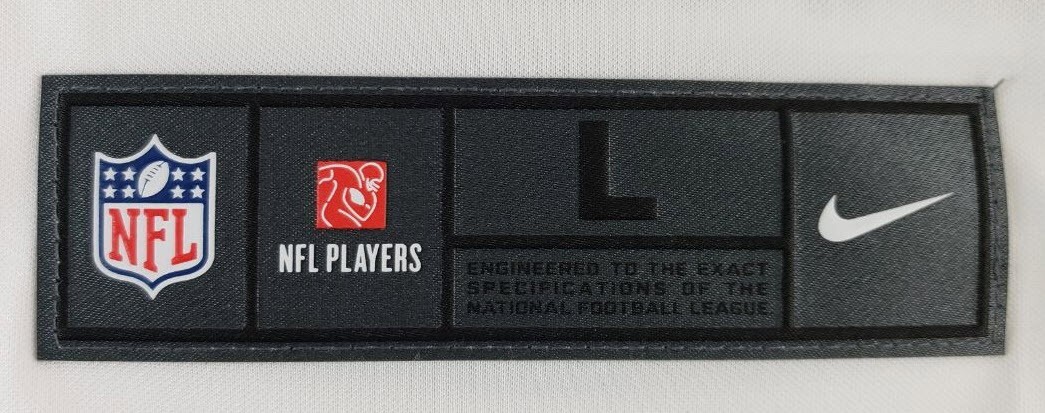 NFL
NFL PLAYERS
L
ENGINEERED TO THE EXACT
SPECIFICATIONS OF THE
NATIONAL FOOTBALL LEAGUE